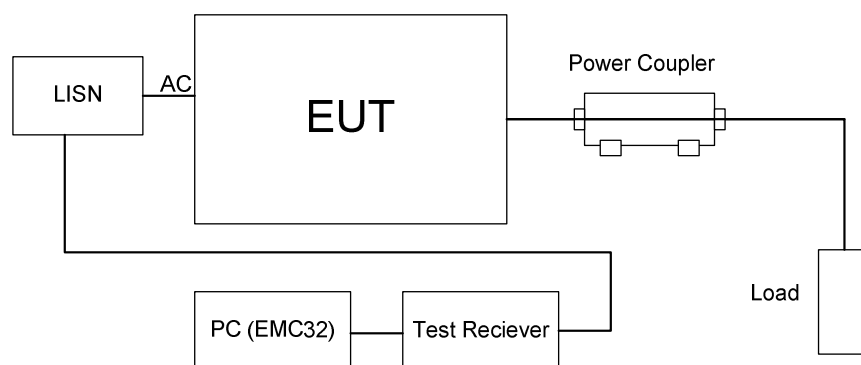 Power Coupler
AC
LISN
EUT
Load
PC (EMC32)
Test Reciever